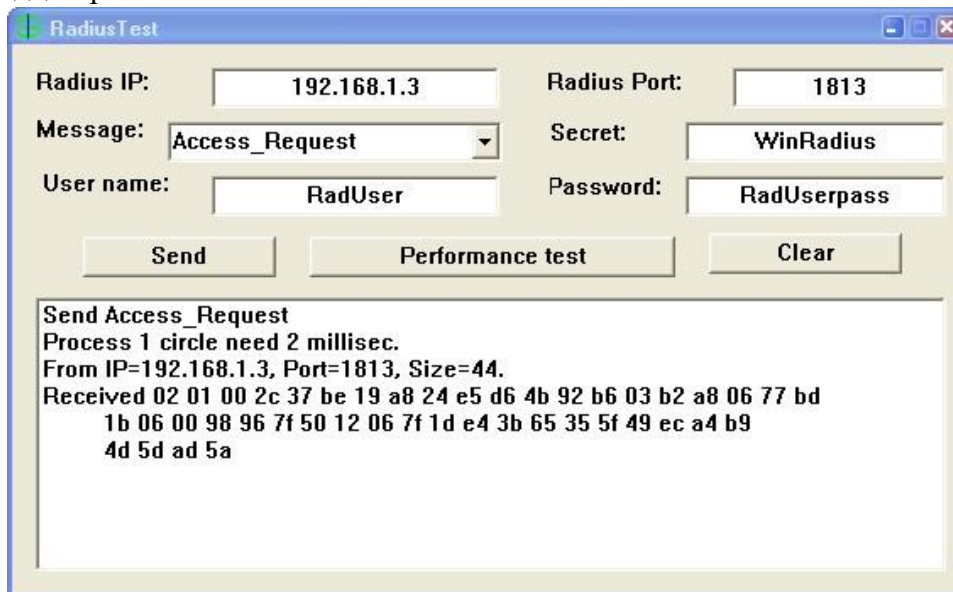 RadiusTest
Radius IP: 192.168.1.3 Radius Port: 1813
Message: Access_Request Secret: WinRadius
User name: RadUser Password: RadUserpass
Send Performance test Clear
Send Access_Request
Process 1 circle need 2 millisec.
From IP=192.168.1.3, Port=1813, Size=44.
Received 02 01 00 2c 37 be 19 a8 24 e5 d6 4b 92 b6 03 b2 a8 06 77 bd
1b 06 00 98 96 7f 50 12 06 7f 1d e4 3b 65 35 5f 49 ec a4 b9
4d 5d ad 5a